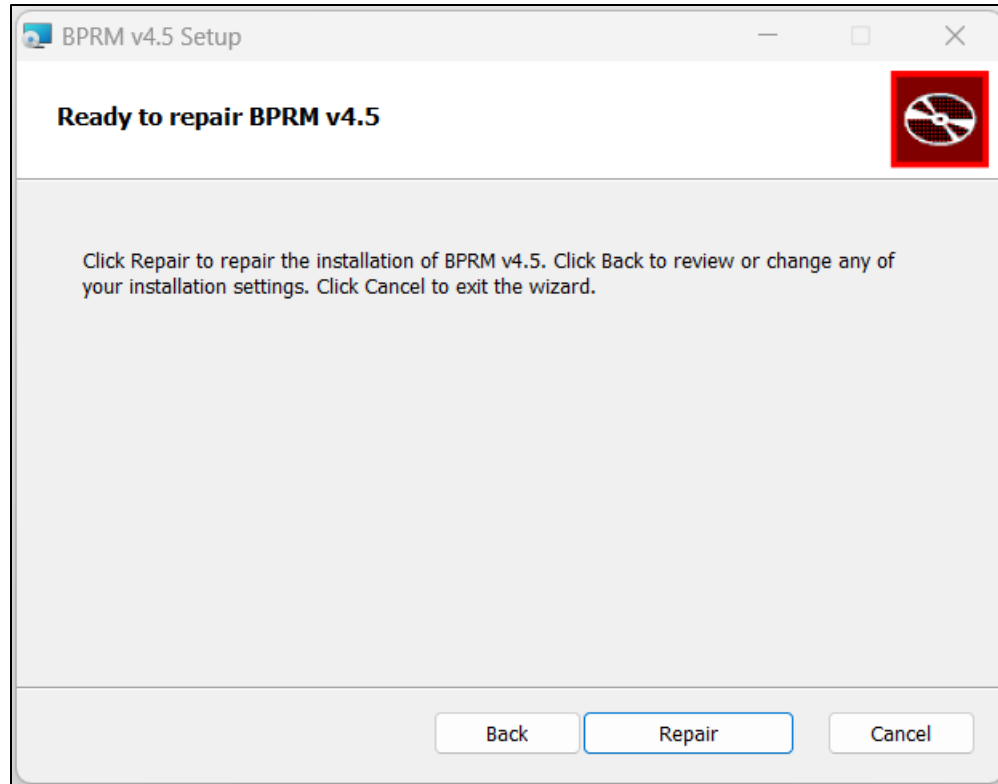 BPRM v4.5 Setup
Ready to repair BPRM v4.5
Click Repair to repair the installation of BPRM v4.5. Click Back to review or change any of
your installation settings. Click Cancel to exit the wizard.
Back Repair Cancel